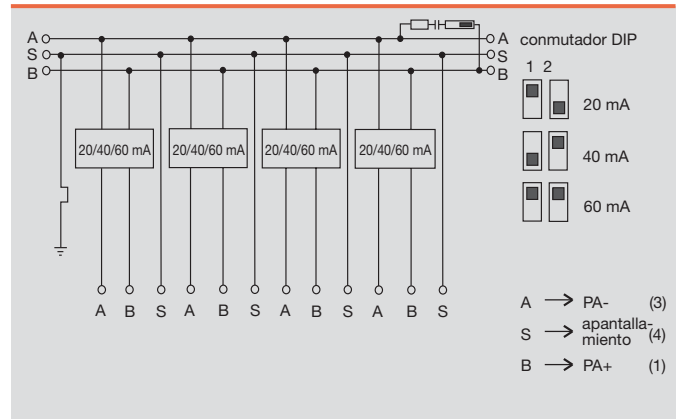 A A conmutador DIP
S S
B B 1 2
20 mA
20/40/60 mA 20/40/60 mA 20/40/60 mA 20/40/60 mA 40 mA
60 mA
A B S A B S A B S A B S
A → PA- (3)
S → apantalla-
miento (4)
B → PA+ (1)